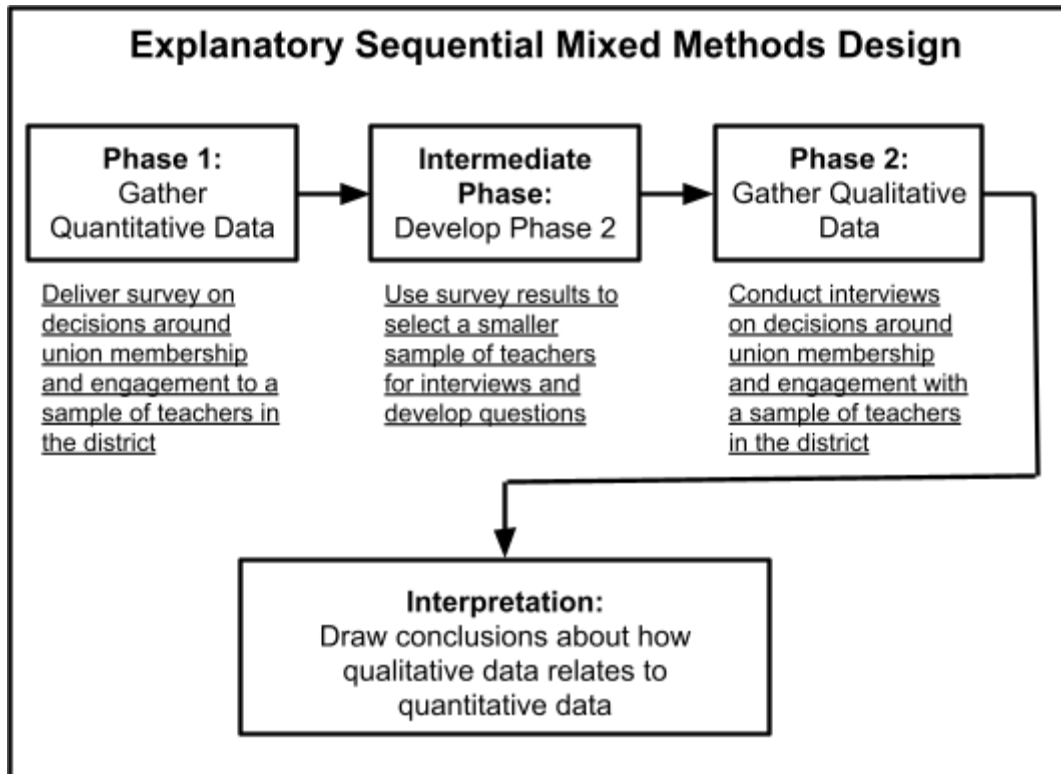 Explanatory Sequential Mixed Methods Design
Phase 1:
Gather
Quantitative Data
Intermediate
Phase:
Develop Phase 2
Phase 2:
Gather Qualitative
Data
Deliver survey on
decisions around
union membership
and engagement to a
sample of teachers in
the district
Use survey results to
select a smaller
sample of teachers
for interviews and
develop questions
Conduct interviews
on decisions around
union membership
and engagement with
a sample of teachers
in the district
Interpretation:
Draw conclusions about how
qualitative data relates to
quantitative data